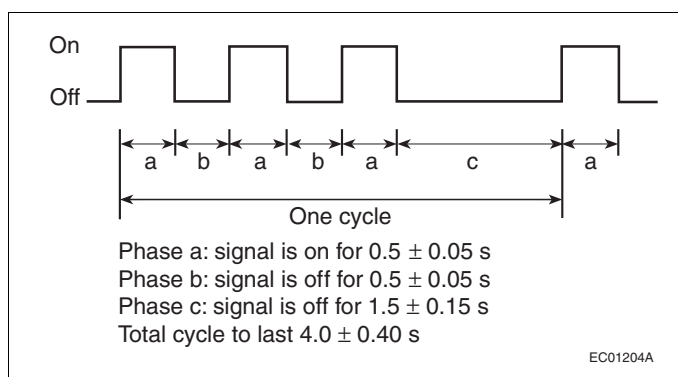 On
Off
a b a b a c a
One cycle
Phase a: signal is on for 0.5 ± 0.05 s
Phase b: signal is off for 0.5 ± 0.05 s
Phase c: signal is off for 1.5 ± 0.15 s
Total cycle to last 4.0 ± 0.40 s
EC01204A